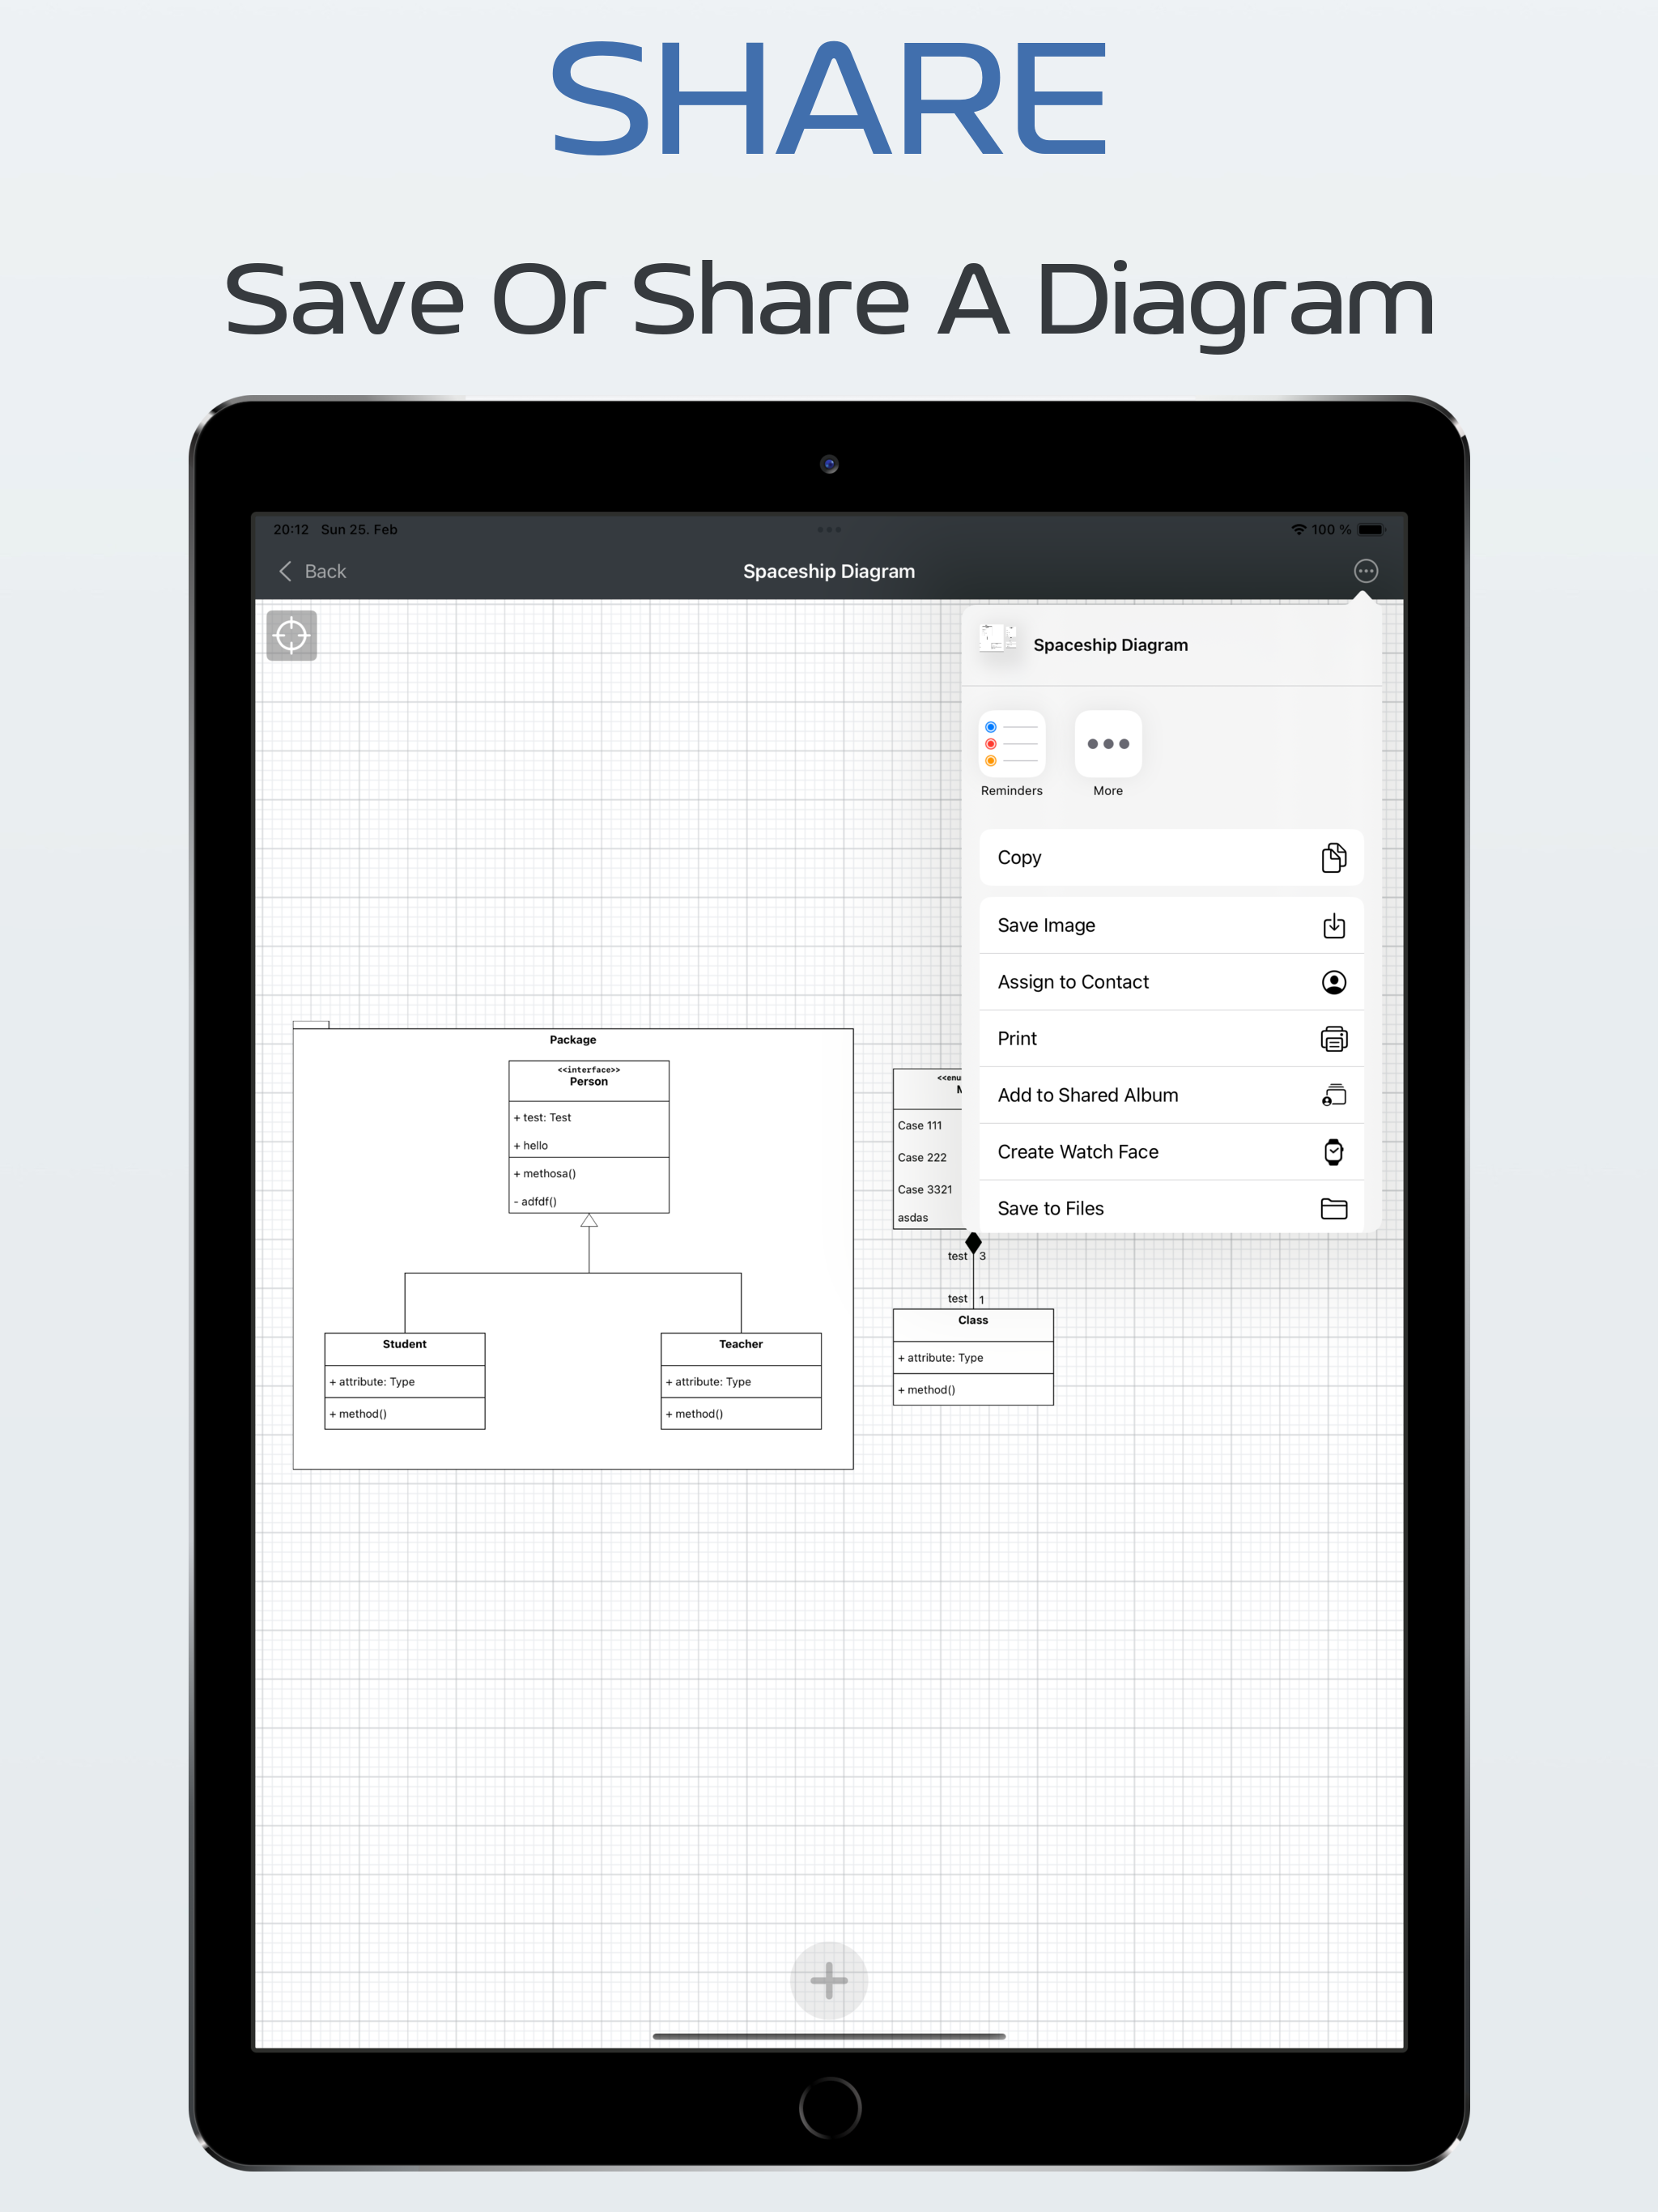 SHARE
Save Or Share A Diagram
20:12 Sun 25. Feb
100 %
Back
Spaceship Diagram
Spaceship Diagram
Reminders
More
Copy
Save Image
Assign to Contact
Print
Add to Shared Album
Create Watch Face
Save to Files
Package
<<interface>>
Person
+ test: Test
+ hello
+ methosa()
- adfdf()
Student
+ attribute: Type
+ method()
Teacher
+ attribute: Type
+ method()
Case 111
Case 222
Case 3321
asdas
test 3
test 1
Class
+ attribute: Type
+ method()